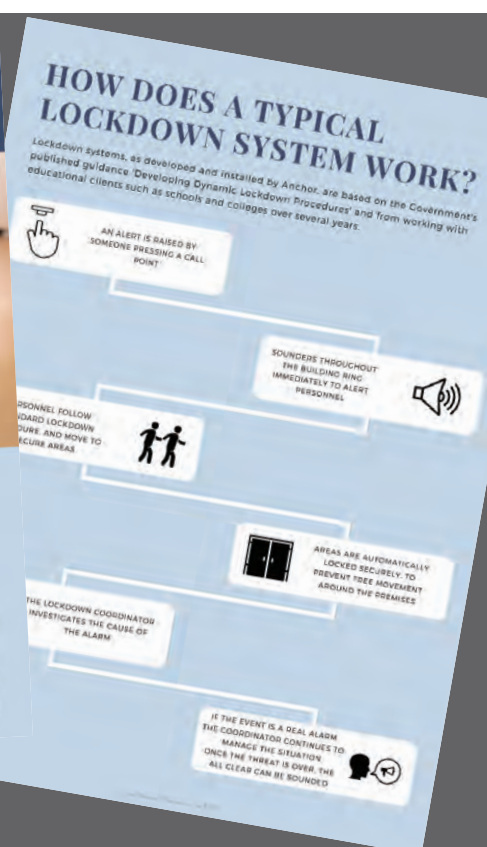 HOW DOES A TYPICAL
LOCKDOWN SYSTEM WORK?
Lockdown systems, as developed and installed by Anchor, are based on the Government's
published guidance 'Developing Dynamic Lockdown Procedures' and from working with
educational clients such as schools and colleges over several years.
AN ALERT IS RAISED BY
SOMEONE PRESSING A CALL
POINT
SOUNDERS THROUGHOUT
THE BUILDING RING
IMMEDIATELY TO ALERT
PERSONNEL
RSONNEL FOLLOW
DARD LOCKDOWN
DURE, AND MOVE TO
ECURE AREAS
AREAS ARE AUTOMATICALLY
LOCKED SECURELY, TO
PREVENT FREE MOVEMENT
AROUND THE PREMISES
THE LOCKDOWN COORDINATOR
INVESTIGATES THE CAUSE OF
THE ALARM
IF THE EVENT IS A REAL ALARM
THE COORDINATOR CONTINUES TO
MANAGE THE SITUATION
ONCE THE THREAT IS OVER, THE
ALL CLEAR CAN BE SOUNDED